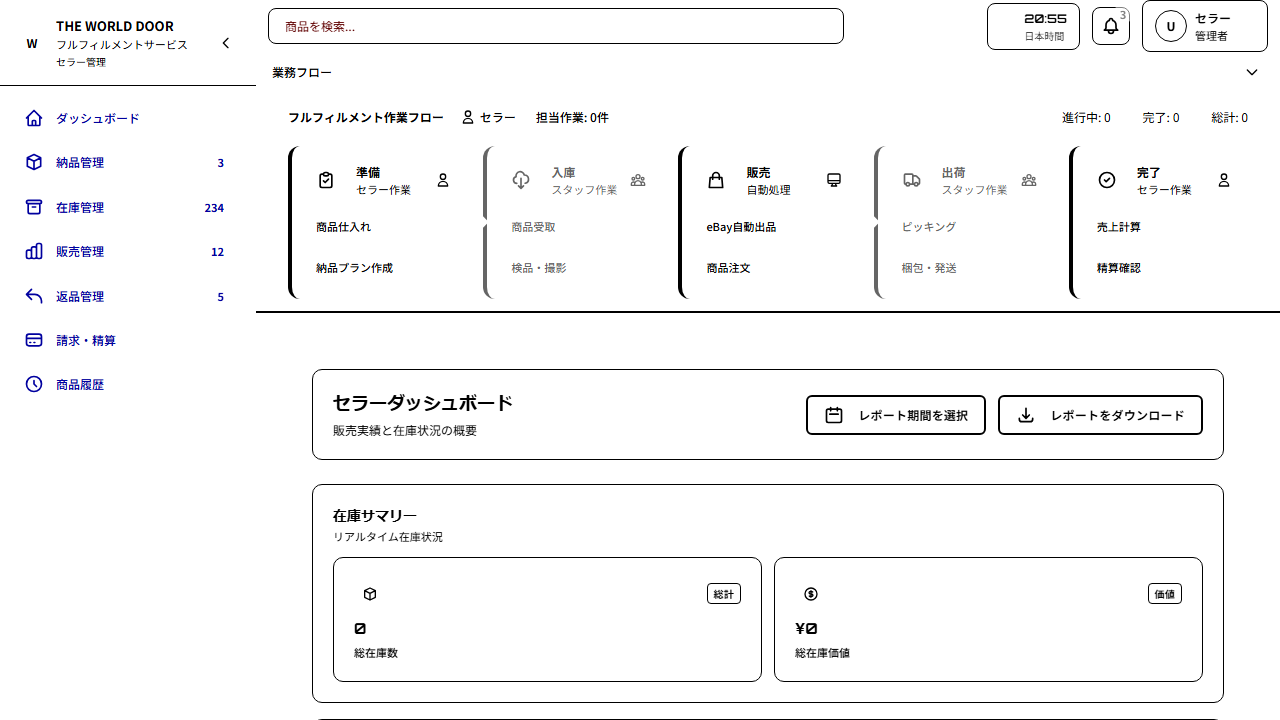 W
THE WORLD DOOR
フルフィルメントサービス
セラー管理
ダッシュボード
納品管理 3
在庫管理 234
販売管理 12
返品管理 5
請求・精算
商品履歴
商品を検索...
20:55
日本時間
3
U
セラー
管理者
業務フロー
フルフィルメント作業フロー セラー 担当作業: 0件 進行中: 0 完了: 0 総計: 0
準備
セラー作業
商品仕入れ
納品プラン作成
入庫
スタッフ作業
商品受取
検品・撮影
販売
自動処理
eBay自動出品
商品注文
出荷
スタッフ作業
ピッキング
梱包・発送
完了
セラー作業
売上計算
精算確認
セラーダッシュボード
販売実績と在庫状況の概要
レポート期間を選択
レポートをダウンロード
在庫サマリー
リアルタイム在庫状況
総計
0
総在庫数
価値
¥0
総在庫価値